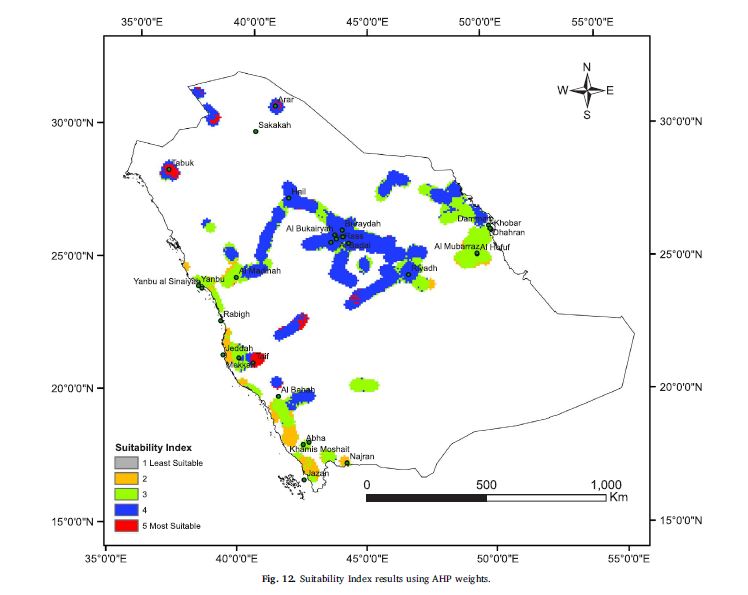 35°0'0"E 40°0'0"E 45°0'0"E 50°0'0"E 55°0'0"E
N
W E
S
30°0'0"N 30°0'0"N
Arar
Sakakah
Tabuk
Hail
Al Bukairyah
Dammam Khobar
Dhahran
Al Mubarraz Al Hufuf
25°0'0"N 25°0'0"N
Riyadh
Al Madinah
Yanbu al Sinaiyah Yanbu
Rabigh
Jeddah
Makkah
Taif
20°0'0"N 20°0'0"N
Al Bahah
Abha
Khamis Moshait
Najran
Jazan
Suitability Index
1 Least Suitable
2
3
4
5 Most Suitable
0 500 1,000
Km
15°0'0"N 15°0'0"N
35°0'0"E 40°0'0"E 45°0'0"E 50°0'0"E 55°0'0"E
Fig. 12. Suitability Index results using AHP weights.